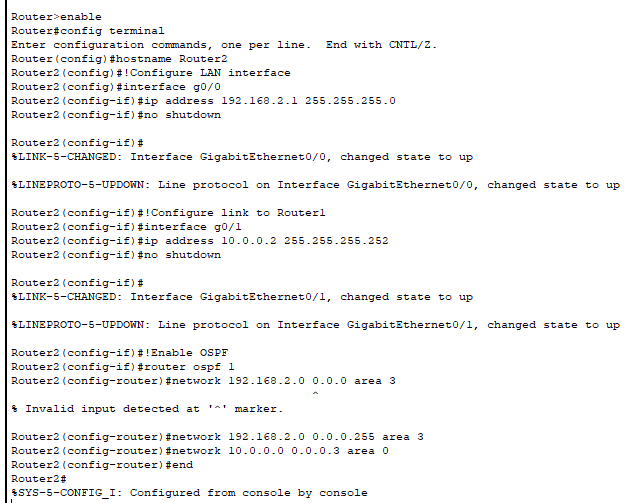 Router>enable
Router#config terminal
Enter configuration commands, one per line.  End with CNTL/Z.
Router(config)#hostname Router2
Router2(config)#!Configure LAN interface
Router2(config)#interface g0/0
Router2(config-if)#ip address 192.168.2.1 255.255.255.0
Router2(config-if)#no shutdown
Router2(config-if)#
%LINK-5-CHANGED: Interface GigabitEthernet0/0, changed state to up
%LINEPROTO-5-UPDOWN: Line protocol on Interface GigabitEthernet0/0, changed state to up
Router2(config-if)#!Configure link to Router1
Router2(config-if)#interface g0/1
Router2(config-if)#ip address 10.0.0.2 255.255.255.252
Router2(config-if)#no shutdown
Router2(config-if)#
%LINK-5-CHANGED: Interface GigabitEthernet0/1, changed state to up
%LINEPROTO-5-UPDOWN: Line protocol on Interface GigabitEthernet0/1, changed state to up
Router2(config-if)#!Enable OSPF
Router2(config-if)#router ospf 1
Router2(config-router)#network 192.168.2.0 0.0.0 area 3
^
% Invalid input detected at '^' marker.
Router2(config-router)#network 192.168.2.0 0.0.0.255 area 3
Router2(config-router)#network 10.0.0.0 0.0.0.3 area 0
Router2(config-router)#end
Router2#
%SYS-5-CONFIG_I: Configured from console by console